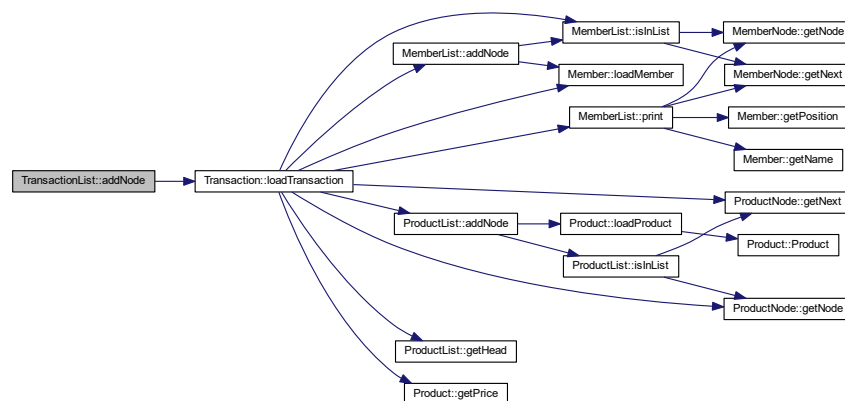 MemberList::isInList
MemberNode::getNode
MemberList::addNode
Member::loadMember
MemberNode::getNext
MemberList::print
Member::getPosition
Member::getName
TransactionList::addNode
Transaction::loadTransaction
ProductNode::getNext
ProductList::addNode
Product::loadProduct
Product::Product
ProductList::isInList
ProductNode::getNode
ProductList::getHead
Product::getPrice